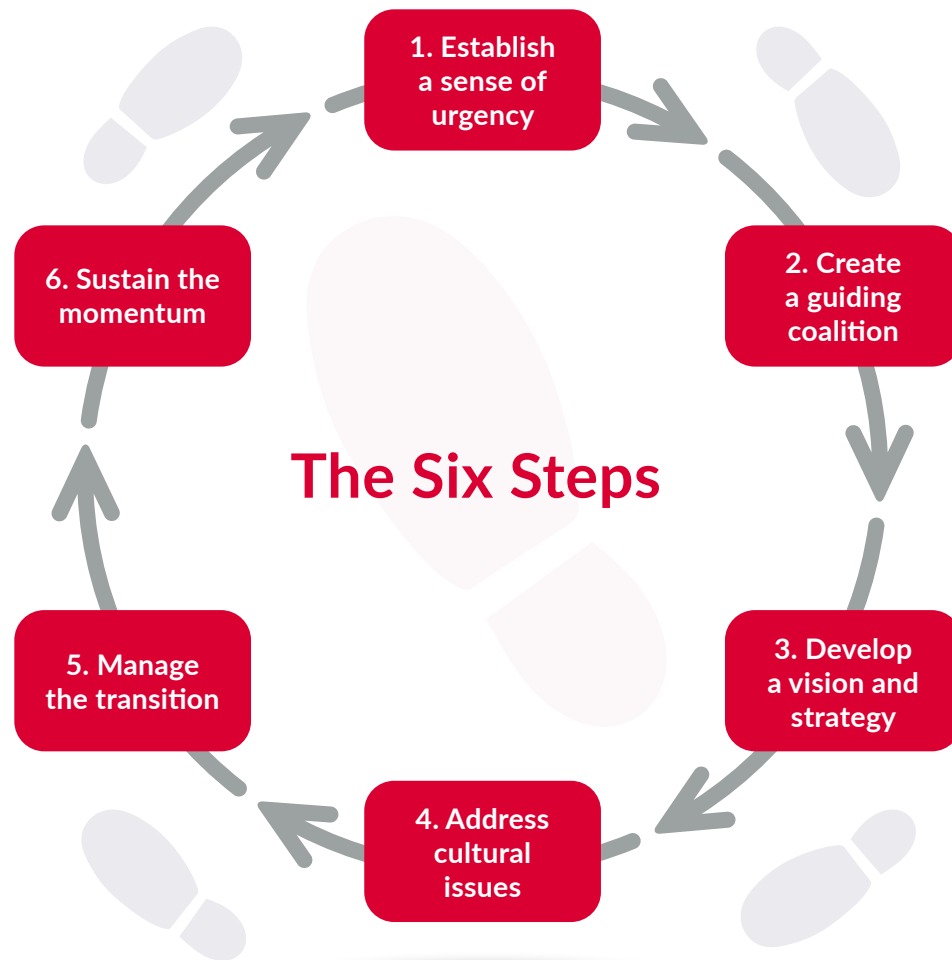 1. Establish
a sense of
urgency
2. Create
a guiding
coalition
3. Develop
a vision and
strategy
4. Address
cultural
issues
5. Manage
the transition
6. Sustain the
momentum
The Six Steps